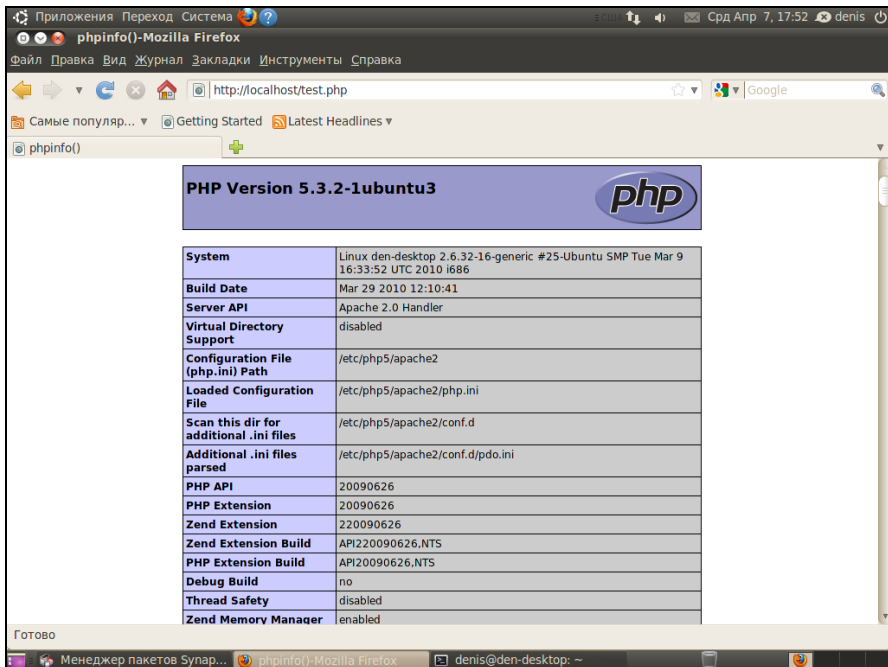 Приложения Переход Система
Срд Апр 7, 17:52 denis
phpinfo()-Mozilla Firefox
Файл Правка Вид Журнал Закладки Инструменты Справка
http://localhost/test.php
Google
Самые популяр... Getting Started Latest Headlines
phpinfo()
PHP Version 5.3.2-1ubuntu3
php
System Linux den-desktop 2.6.32-16-generic #25-Ubuntu SMP Tue Mar 9
16:33:52 UTC 2010 i686
Build Date Mar 29 2010 12:10:41
Server API Apache 2.0 Handler
Virtual Directory disabled
Support
Configuration File /etc/php5/apache2
(php.ini) Path
Loaded Configuration /etc/php5/apache2/php.ini
File
Scan this dir for /etc/php5/apache2/conf.d
additional .ini files
Additional .ini files /etc/php5/apache2/conf.d/pdo.ini
parsed
PHP API 20090626
PHP Extension 20090626
Zend Extension 220090626
Zend Extension Build API220090626,NTS
PHP Extension Build API20090626,NTS
Debug Build no
Thread Safety disabled
Zend Memory Manager enabled
Готово
Менеджер пакетов Synap... phpinfo()-Mozilla Firefox denis@den-desktop: ~